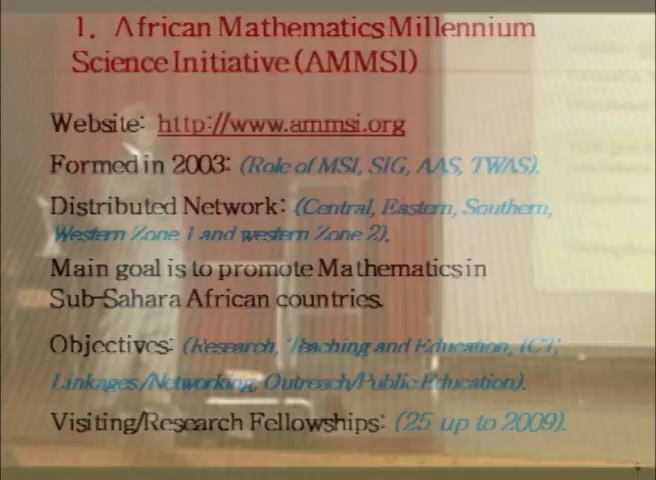 1. African Mathematics Millennium
Science Initiative (AMMSI)
Website: http://www.ammsi.org
Formed in 2003: (Role of MSI, SIG, AAS, TWAS).
Distributed Network: (Central, Eastern, Southern,
Western Zone 1 and western Zone 2).
Main goal is to promote Mathematics in
Sub-Sahara African countries.
Objectives: (Research, Teaching and Education, ICT,
Linkages/Networking, Outreach/Public Education).
Visiting/Research Fellowships: (25 up to 2009).